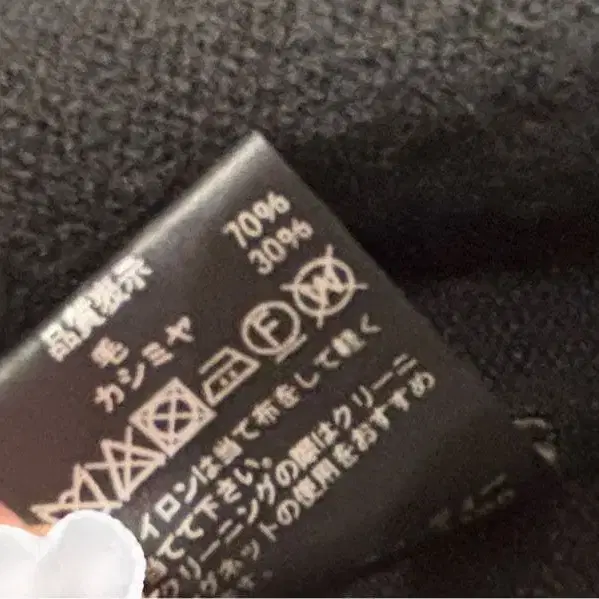 品質表示
毛 70%
カシミヤ 30%
F W
イロンは当て布をして軽く
当てて下さい。
クリーニングの際はクリーニ
グネットの使用をおすすめ
す。